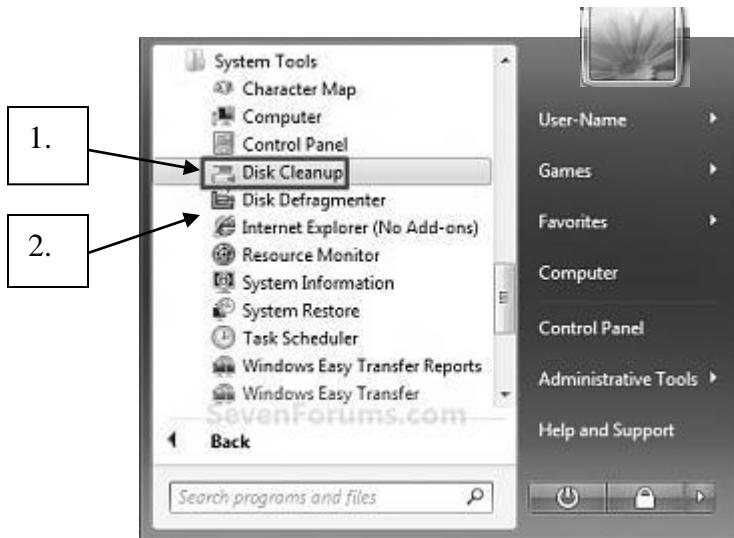 System Tools
Character Map
Computer
Control Panel
Disk Cleanup
Disk Defragmenter
Internet Explorer (No Add-ons)
Resource Monitor
System Information
System Restore
Task Scheduler
Windows Easy Transfer Reports
Windows Easy Transfer
SevenForums.com
Back
Search programs and files
1.
2.
User-Name
Games
Favorites
Computer
Control Panel
Administrative Tools
Help and Support